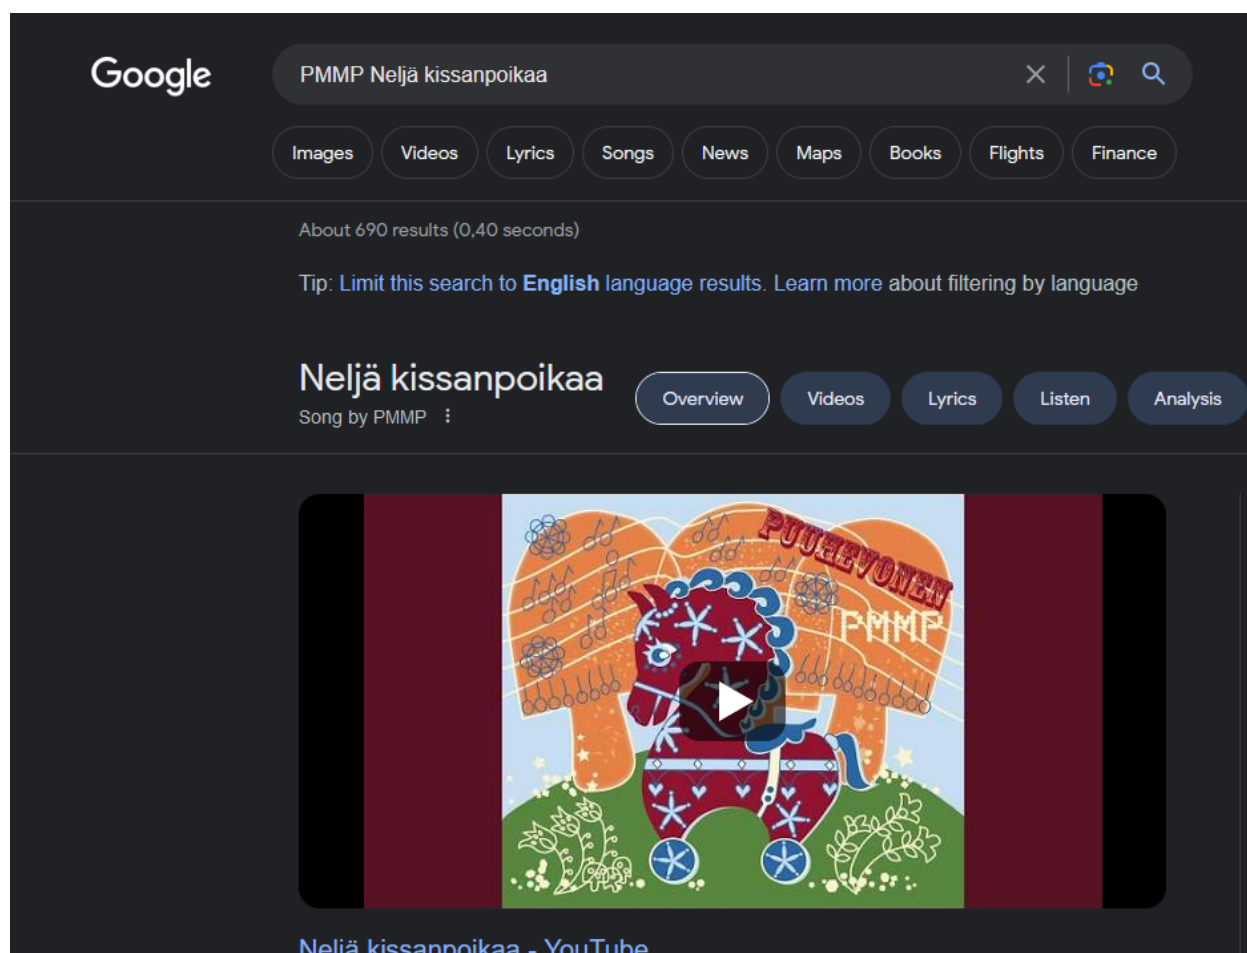 Google PMMP Neljä kissanpoikaa
Images Videos Lyrics Songs News Maps Books Flights Finance
About 690 results (0,40 seconds)
Tip: Limit this search to English language results. Learn more about filtering by language
Neljä kissanpoikaa
Song by PMMP
Overview Videos Lyrics Listen Analysis
PUUHEVONEN
PMMP
Neljä kissanpoikaa - YouTube